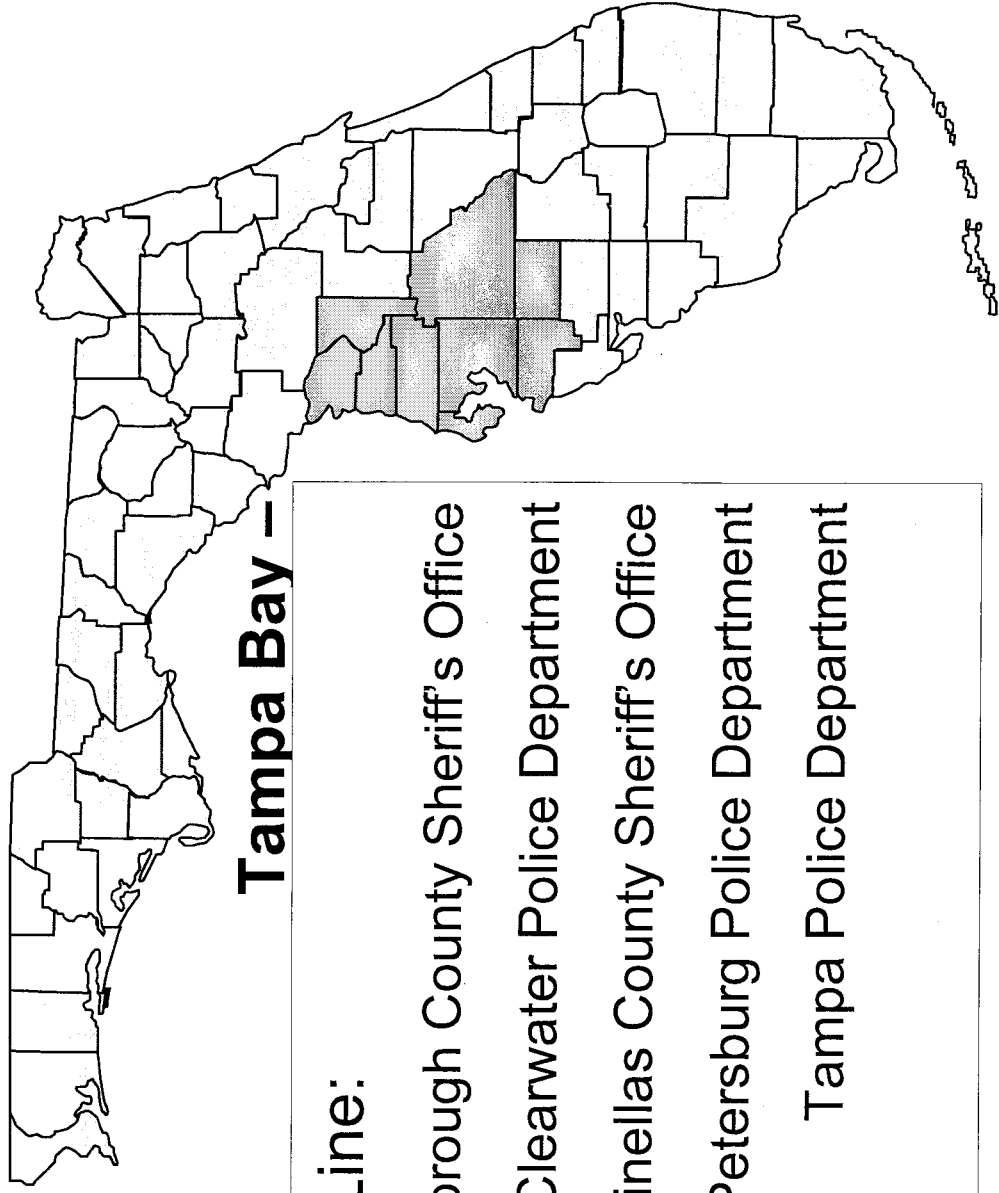 Tampa Bay –
Line:
orough County Sheriff's Office
Clearwater Police Department
inellas County Sheriff's Office
Petersburg Police Department
Tampa Police Department